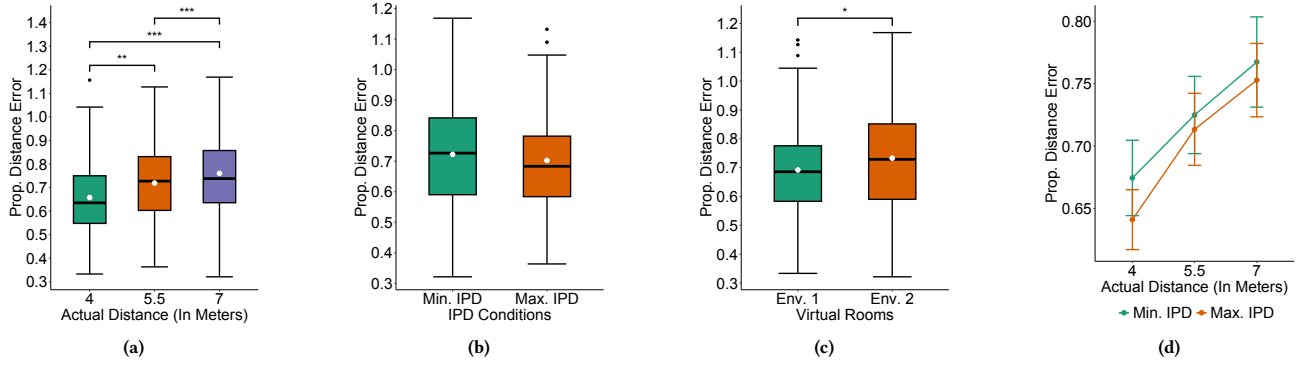 Prop. Distance Error
1.4
1.3
1.2
1.1
1.0
0.9
0.8
0.7
0.6
0.5
0.4
0.3
***
***
**
4 5.5 7
Actual Distance (In Meters)
(a)
Prop. Distance Error
1.2
1.1
1.0
0.9
0.8
0.7
0.6
0.5
0.4
0.3
Min. IPD Max. IPD
IPD Conditions
(b)
Prop. Distance Error
1.2
1.1
1.0
0.9
0.8
0.7
0.6
0.5
0.4
0.3
*
Env. 1 Env. 2
Virtual Rooms
(c)
Prop. Distance Error
0.80
0.75
0.70
0.65
4 5.5 7
Actual Distance (In Meters)
Min. IPD Max. IPD
(d)